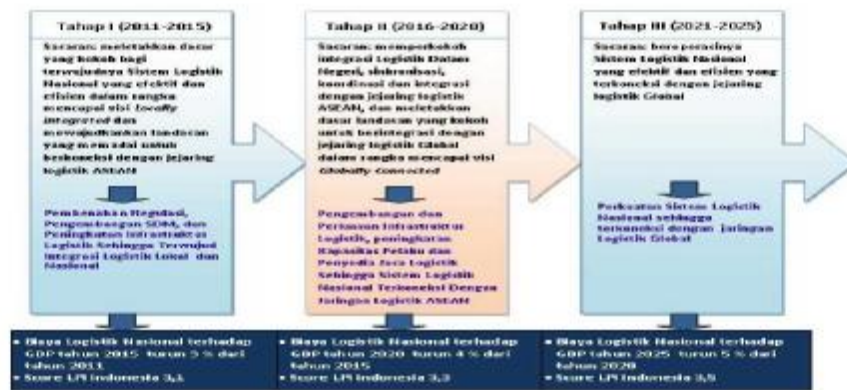 Tahap I (2011-2015)
Sasaran: meletakkan dasar
yang kokoh bagi
terwujudnya Sistem Logistik
Nasional yang efektif dan
efisien dalam rangka
mencapai visi locally
integrated dan
mewujudkan landasan
yang memadai untuk
berkoneksi dengan jejaring
logistik ASEAN
Pembenahan Regulasi,
Pengembangan SDM, dan
Peningkatan Infrastruktur
Logistik Sehingga Terwujud
Integrasi Logistik Lokal dan
Nasional
• Biaya Logistik Nasional terhadap
GDP tahun 2015 turun 3 % dari
tahun 2011
• Score LPI Indonesia 3,1
Tahap II (2016-2020)
Sasaran: memperkokoh
integrasi Logistik Dalam
Negeri, sinkronisasi,
koordinasi dan integrasi
dengan jejaring logistik
ASEAN, dan meletakkan
dasar landasan yang kokoh
untuk berintegrasi dengan
jejaring logistik Global
dalam rangka mencapai visi
Globally Connected
Pengembangan dan
Perluasan Infrastruktur
Logistik, peningkatan
Kapasitas Pelaku dan
Penyedia Jasa Logistik
Sehingga Sistem Logistik
Nasional Terkoneksi Dengan
Jaringan Logistik ASEAN
• Biaya Logistik Nasional terhadap
GDP tahun 2020 turun 4 % dari
tahun 2015
• Score LPI Indonesia 3,3
Tahap III (2021-2025)
Sasaran: beroperasinya
Sistem Logistik Nasional
yang efektif dan efisien yang
terkoneksi dengan jejaring
logistik Global
Perkuatan Sistem Logistik
Nasional sehingga
terkoneksi dengan jaringan
Logistik Global
• Biaya Logistik Nasional terhadap
GDP tahun 2025 turun 5 % dari
tahun 2020
• Score LPI Indonesia 3,5